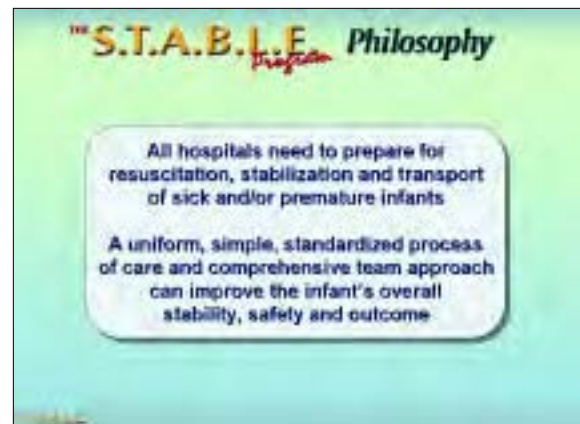 THE S.T.A.B.L.E. Philosophy
Program
All hospitals need to prepare for
resuscitation, stabilization and transport
of sick and/or premature infants
A uniform, simple, standardized process
of care and comprehensive team approach
can improve the infant's overall
stability, safety and outcome